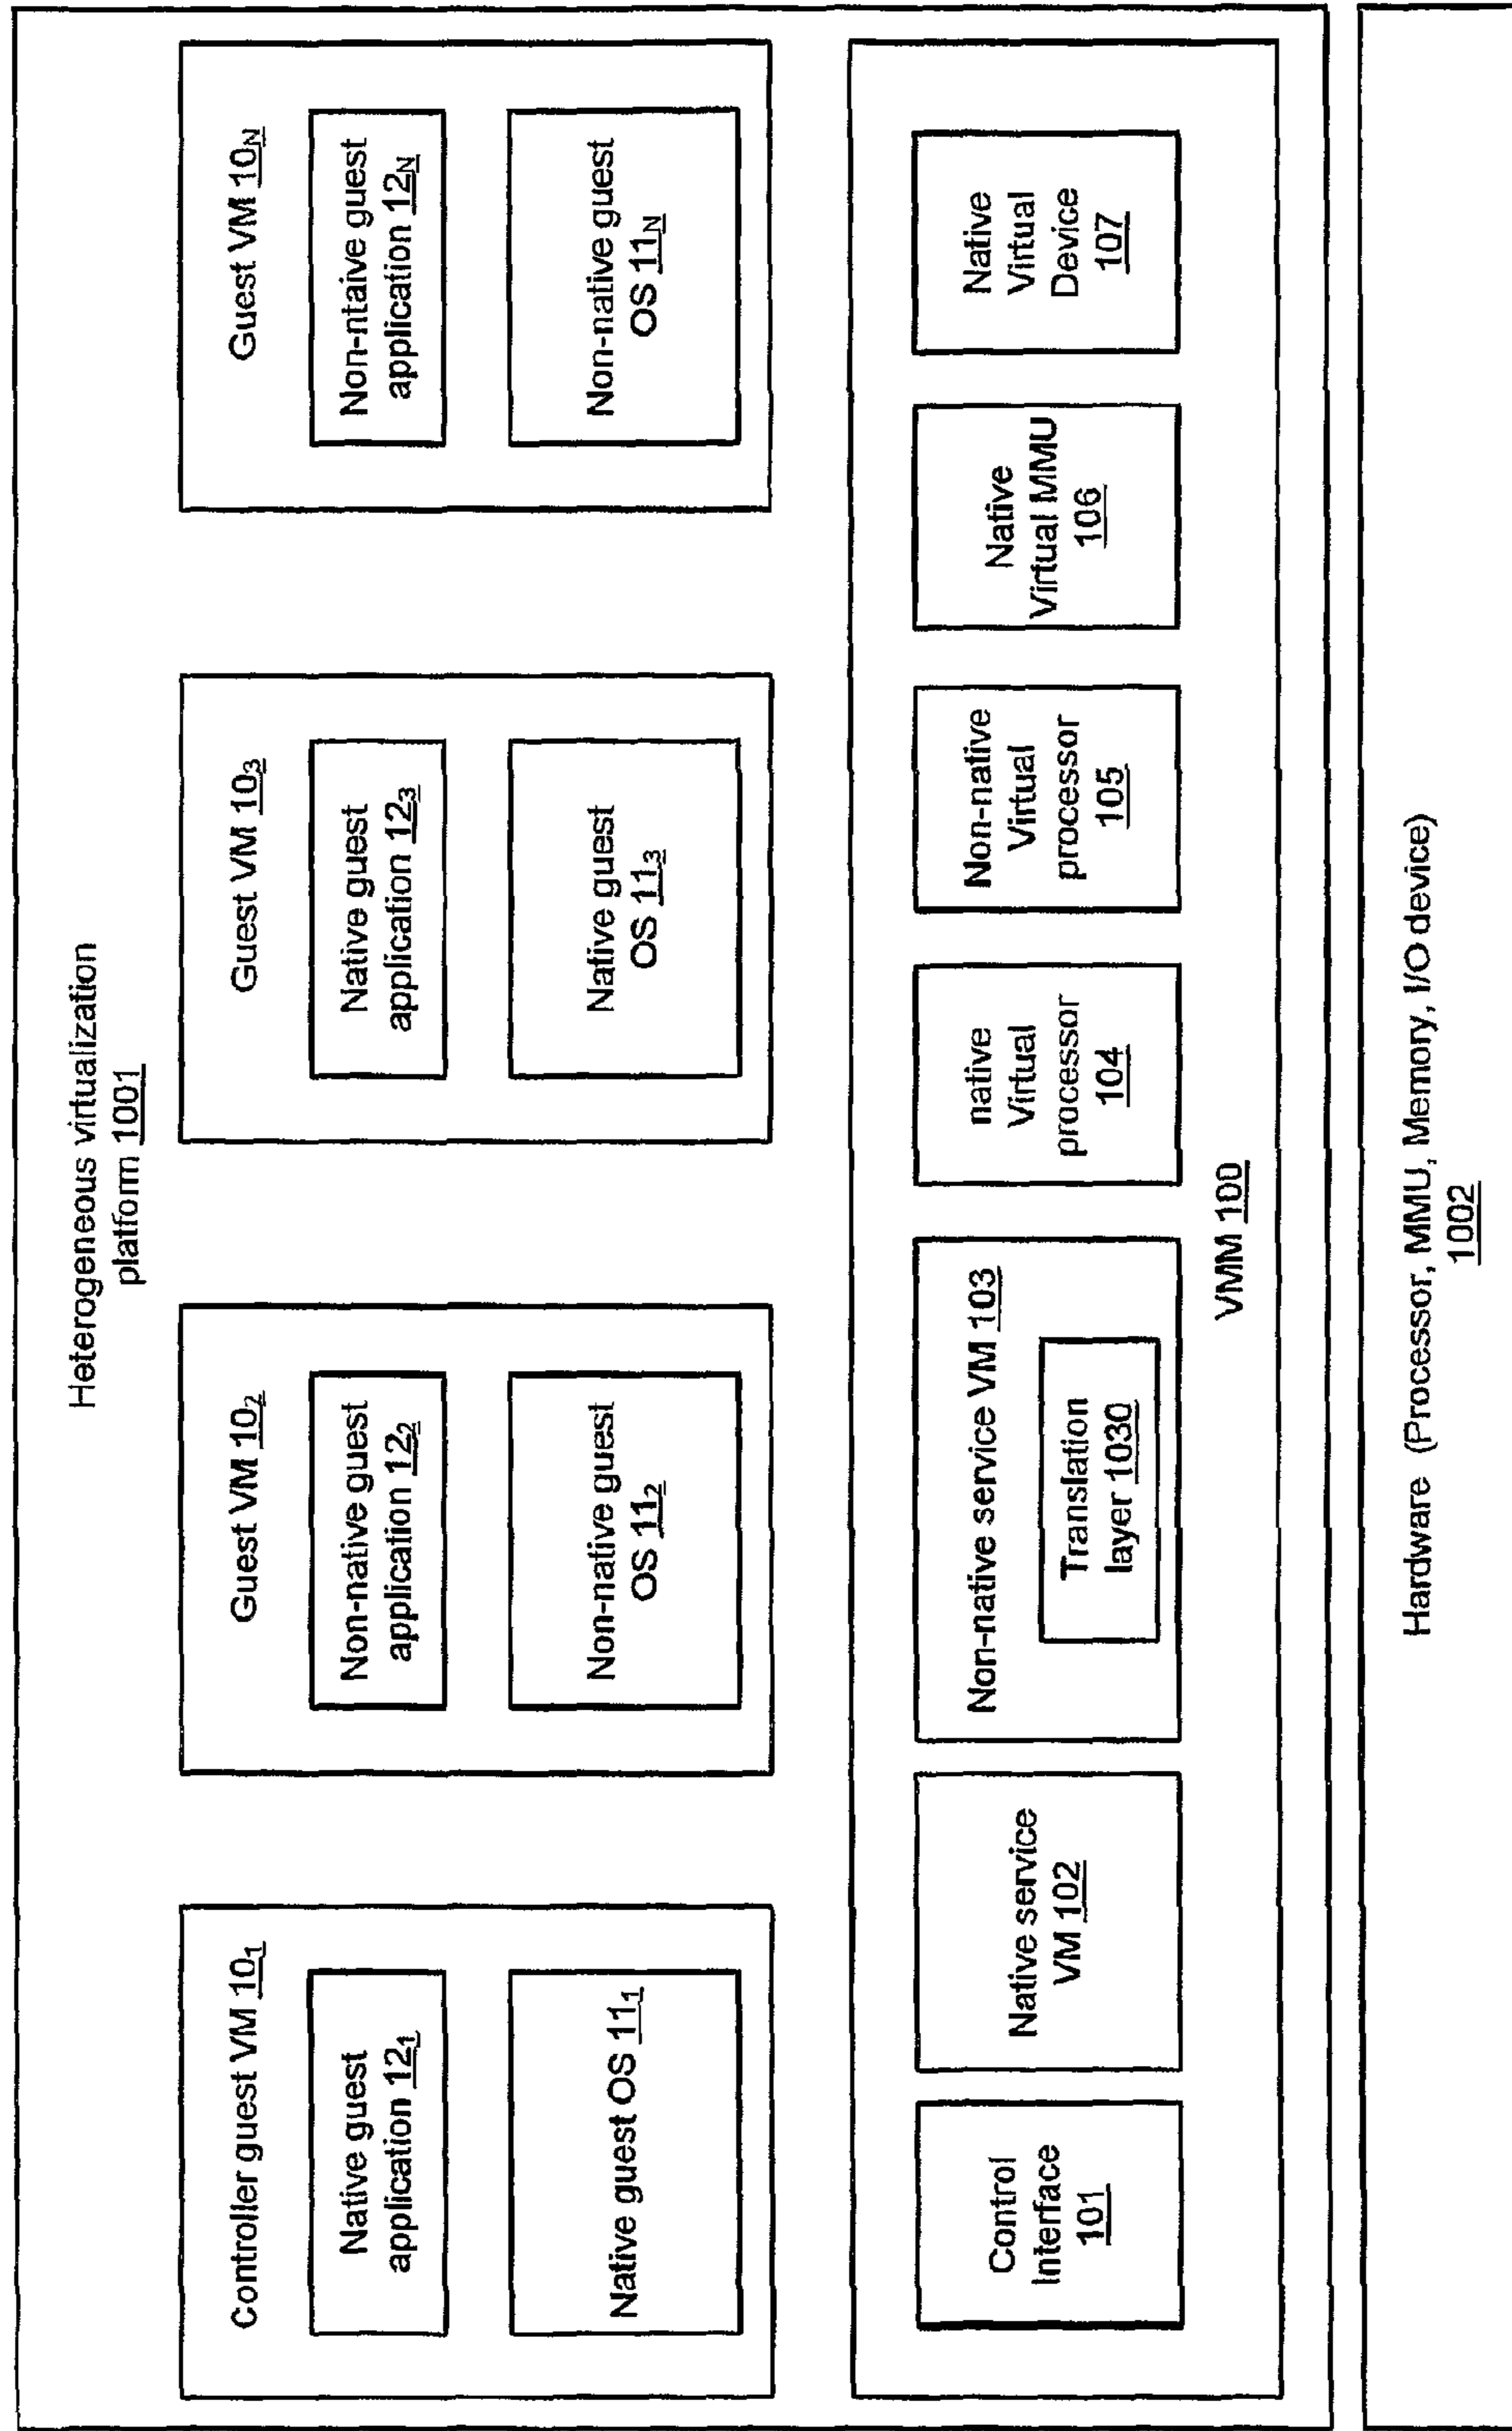 Heterogeneous virtualization
platform 1001
Controller guest VM 10₁
Native guest
application 12₁
Native guest OS 11₁
Guest VM 10₂
Non-native guest
application 12₂
Non-native guest
OS 11₂
Guest VM 10₃
Native guest
application 12₃
Native guest
OS 11₃
Guest VM 10N
Non-ntaive guest
application 12N
Non-native guest
OS 11N
Control
Interface
101
Native service
VM 102
Non-native service VM 103
Translation
layer 1030
native
Virtual
processor
104
Non-native
Virtual
processor
105
Native
Virtual MMU
106
Native
Virtual
Device
107
VMM 100
Hardware (Processor, MMU, Memory, I/O device)
1002